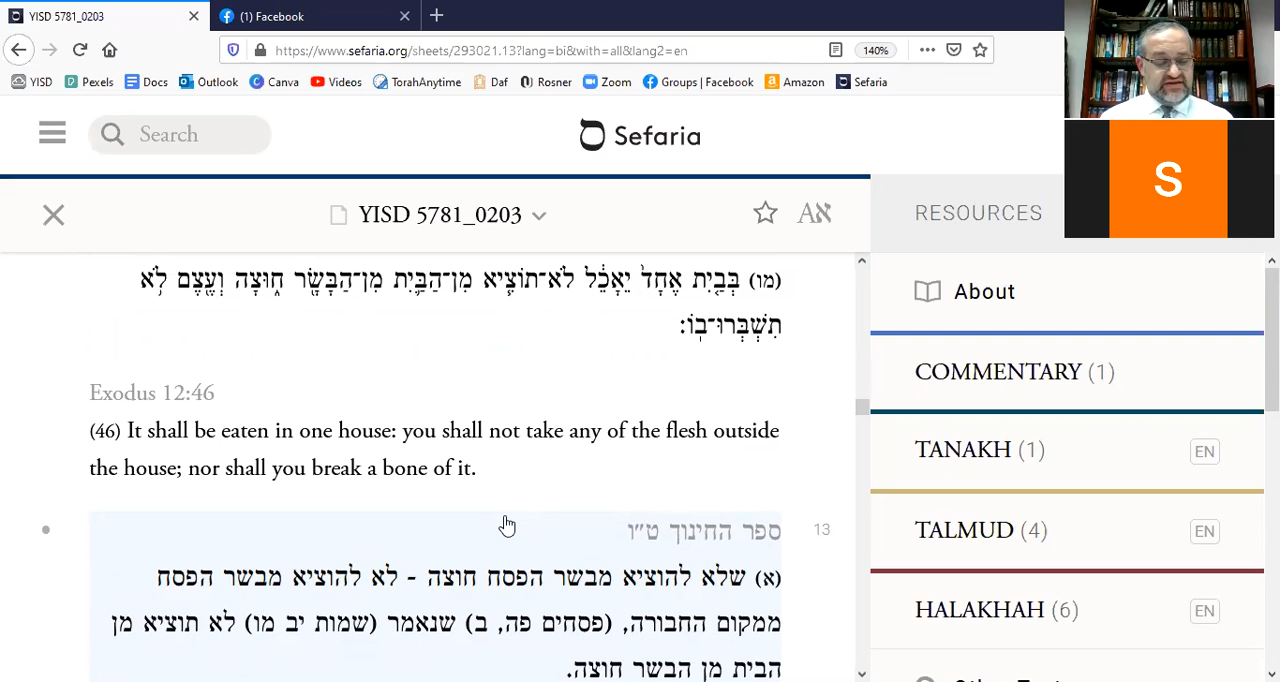 YISD 5781_0203
(1) Facebook
https://www.sefaria.org/sheets/293021.13?lang=bi&with=all&lang2=en
140%
YISD
Pexels
Docs
Outlook
Canva
Videos
TorahAnytime
Daf
Rosner
Zoom
Groups | Facebook
Amazon
Sefaria
Search
Sefaria
S
YISD 5781_0203
RESOURCES
(מו) בְּבַ֤יִת אֶחָד֙ יֵאָכֵ֔ל לֹא־תוֹצִ֧יא מִן־הַבַּ֛יִת מִן־הַבָּשָׂ֖ר ח֑וּצָה וְעֶ֖צֶם לֹ֥א
תִשְׁבְּרוּ־בֽוֹ׃
Exodus 12:46
(46) It shall be eaten in one house: you shall not take any of the flesh outside
the house; nor shall you break a bone of it.
ספר החינוך ט״ו
13
(א) שלא להוציא מבשר הפסח חוצה - לא להוציא מבשר הפסח
ממקום החבורה, (פסחים פה, ב) שנאמר (שמות יב מו) לא תוציא מן
הבית מן הבשר חוצה.
About
COMMENTARY (1)
TANAKH (1)
EN
TALMUD (4)
EN
HALAKHAH (6)
EN